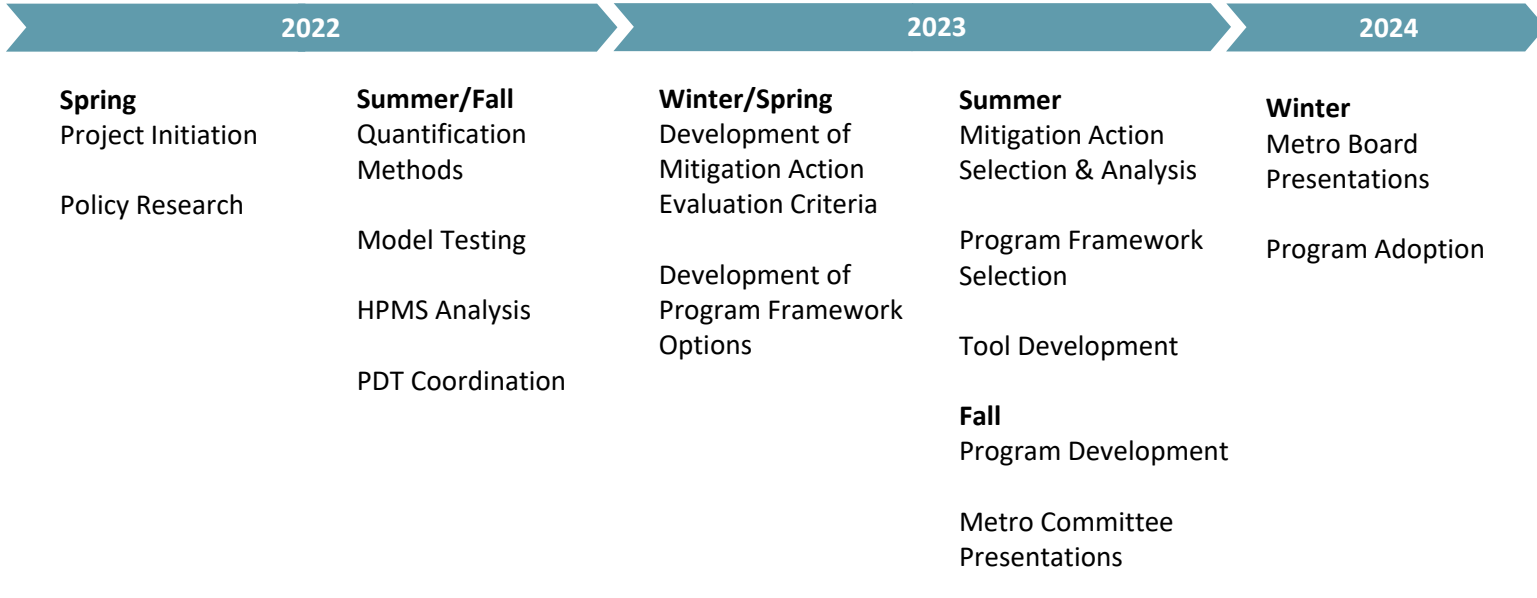 2022
2023
2024
Spring
Project Initiation
Policy Research
Summer/Fall
Quantification
Methods
Model Testing
HPMS Analysis
PDT Coordination
Winter/Spring
Development of
Mitigation Action
Evaluation Criteria
Development of
Program Framework
Options
Summer
Mitigation Action
Selection & Analysis
Program Framework
Selection
Tool Development
Fall
Program Development
Metro Committee
Presentations
Winter
Metro Board
Presentations
Program Adoption